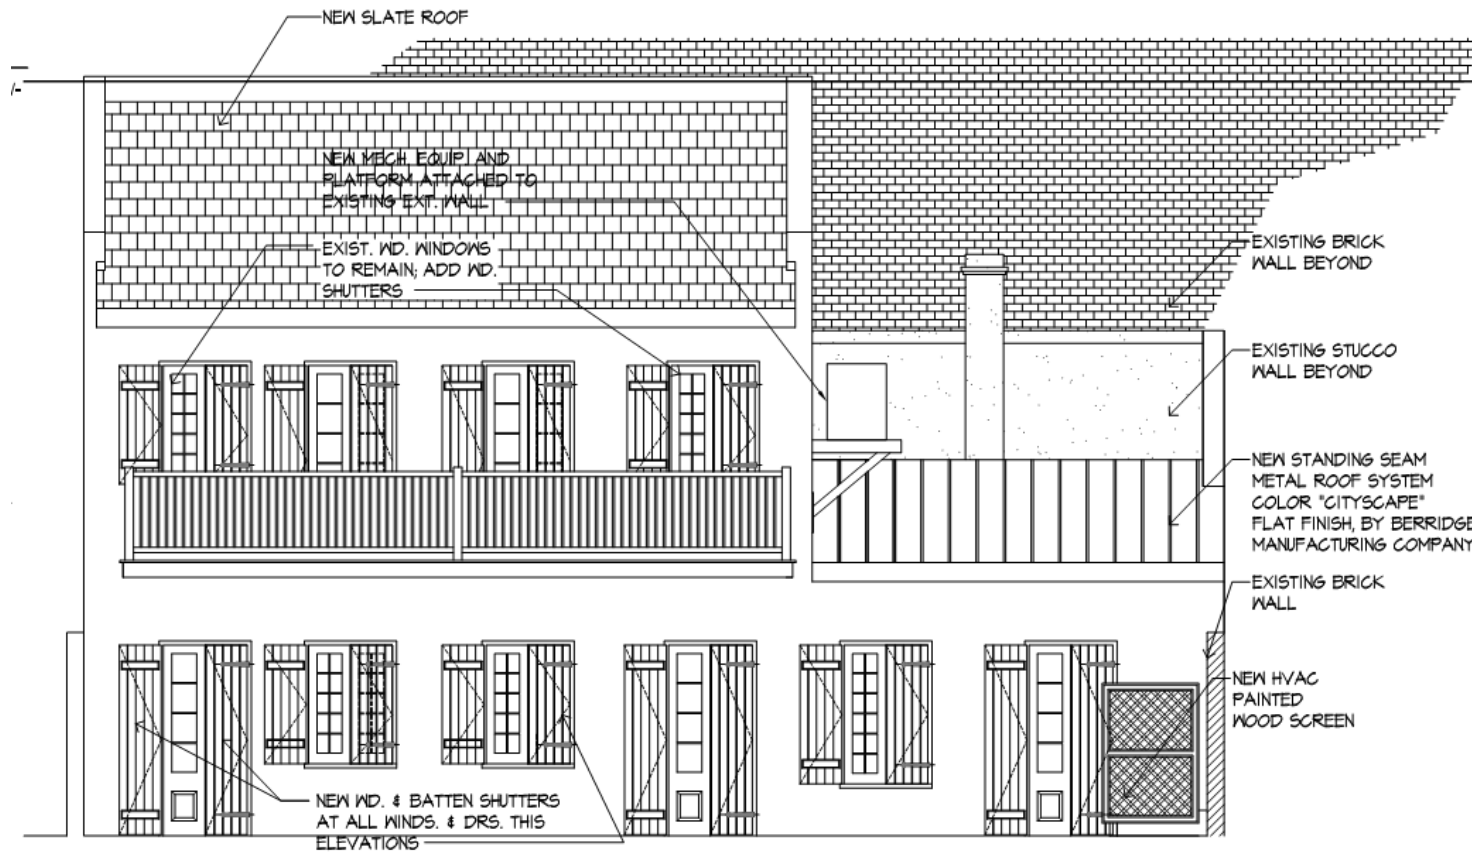 NEW SLATE ROOF
NEW MECH. EQUIP. AND
PLATFORM ATTACHED TO
EXISTING EXT. WALL
EXIST. WD. WINDOWS
TO REMAIN; ADD WD.
SHUTTERS
EXISTING BRICK
WALL BEYOND
EXISTING STUCCO
WALL BEYOND
NEW STANDING SEAM
METAL ROOF SYSTEM
COLOR "CITYSCAPE"
FLAT FINISH, BY BERRIDGE
MANUFACTURING COMPANY
EXISTING BRICK
WALL
NEW HVAC
PAINTED
WOOD SCREEN
NEW WD. & BATTEN SHUTTERS
AT ALL WINDS. & DRS. THIS
ELEVATIONS